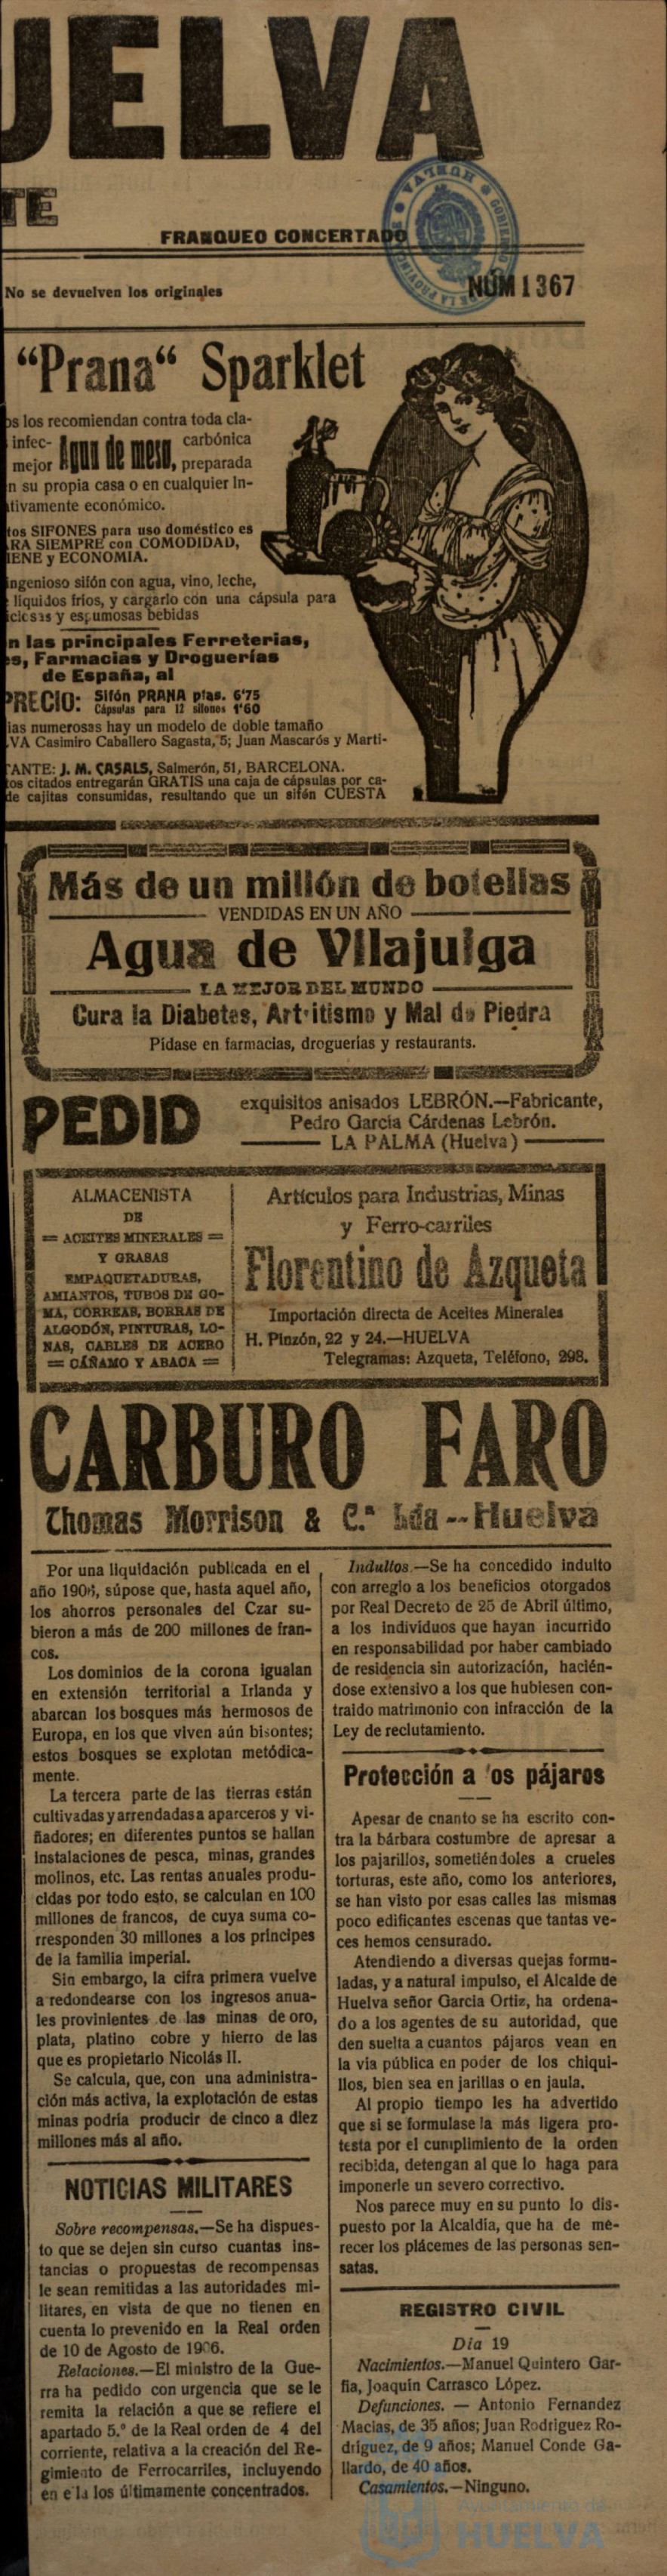 UELVA
TE
FRANQUEO CONCERTADO
No se devuelven los originales
NÚM 1367
"Prana" Sparklet
os los recomiendan contra toda cla-
infec- Agua de mesa, carbónica
mejor preparada
n su propia casa o en cualquier In-
tivamente económico.
tos SIFONES para uso doméstico es
RA SIEMPRE con COMODIDAD,
IENE y ECONOMIA.
ingenioso sifón con agua, vino, leche,
líquidos fríos, y cargarlo con una cápsula para
iciosas y espumosas bebidas
n las principales Ferreterías,
es, Farmacias y Droguerías
de España, al
PRECIO: Sifón PRANA ptas. 6'75
Cápsulas para 12 sifones 1'60
ias numerosas hay un modelo de doble tamaño
LVA Casimiro Caballero Sagasta, 5; Juan Mascarós y Marti-
TANTE: J. M. CASALS, Salmerón, 51, BARCELONA.
tos citados entregarán GRATIS una caja de cápsulas por ca-
de cajitas consumidas, resultando que un sifón CUESTA
Más de un millón de botellas
VENDIDAS EN UN AÑO
Agua de Vilajuiga
LA MEJOR DEL MUNDO
Cura la Diabetes, Artritismo y Mal de Piedra
Pídase en farmacias, droguerías y restaurants.
PEDID
exquisitos anisados LEBRÓN.—Fabricante,
Pedro García Cárdenas Lebrón.
LA PALMA (Huelva)
ALMACENISTA
DE
ACEITES MINERALES
Y GRASAS
EMPAQUETADURAS,
AMIANTOS, TUBOS DE GO-
MA, CORREAS, BORRAS DE
ALGODÓN, PINTURAS, LO-
NAS, CABLES DE ACERO
CÁÑAMO Y ABACA
Artículos para Industrias, Minas
y Ferro-carriles
Florentino de Azqueta
Importación directa de Aceites Minerales
H. Pinzón, 22 y 24.—HUELVA
Telegramas: Azqueta, Teléfono, 298.
CARBURO FARO
Thomas Morrison & C.ª Lda--Huelva
Por una liquidación publicada en el
año 1906, súpose que, hasta aquel año,
los ahorros personales del Czar su-
bieron a más de 200 millones de fran-
cos.
Los dominios de la corona igualan
en extensión territorial a Irlanda y
abarcan los bosques más hermosos de
Europa, en los que viven aún bisontes;
estos bosques se explotan metódica-
mente.
La tercera parte de las tierras están
cultivadas y arrendadas a aparceros y vi-
ñadores; en diferentes puntos se hallan
instalaciones de pesca, minas, grandes
molinos, etc. Las rentas anuales produ-
cidas por todo esto, se calculan en 100
millones de francos, de cuya suma co-
rresponden 30 millones a los príncipes
de la familia imperial.
Sin embargo, la cifra primera vuelve
a redondearse con los ingresos anua-
les provinientes de las minas de oro,
plata, platino cobre y hierro de las
que es propietario Nicolás II.
Se calcula, que, con una administra-
ción más activa, la explotación de estas
minas podría producir de cinco a diez
millones más al año.
NOTICIAS MILITARES
Sobre recompensas.—Se ha dispues-
to que se dejen sin curso cuantas ins-
tancias o propuestas de recompensas
le sean remitidas a las autoridades mi-
litares, en vista de que no tienen en
cuenta lo prevenido en la Real orden
de 10 de Agosto de 1906.
Relaciones.—El ministro de la Gue-
rra ha pedido con urgencia que se le
remita la relación a que se refiere el
apartado 5.º de la Real orden de 4 del
corriente, relativa a la creación del Re-
gimiento de Ferrocarriles, incluyendo
en ella los últimamente concentrados.
Indultos.—Se ha concedido indulto
con arreglo a los beneficios otorgados
por Real Decreto de 25 de Abril último,
a los individuos que hayan incurrido
en responsabilidad por haber cambiado
de residencia sin autorización, hacién-
dose extensivo a los que hubiesen con-
traido matrimonio con infracción de la
Ley de reclutamiento.
Protección a los pájaros
Apesar de cnanto se ha escrito con-
tra la bárbara costumbre de apresar a
los pajarillos, sometiéndoles a crueles
torturas, este año, como los anteriores,
se han visto por esas calles las mismas
poco edificantes escenas que tantas ve-
ces hemos censurado.
Atendiendo a diversas quejas formu-
ladas, y a natural impulso, el Alcalde de
Huelva señor Garcia Ortiz, ha ordena-
do a los agentes de su autoridad, que
den suelta a cuantos pájaros vean en
la vía pública en poder de los chiqui-
llos, bien sea en jarillas o en jaula.
Al propio tiempo les ha advertido
que si se formulase la más ligera pro-
testa por el cumplimiento de la orden
recibida, detengan al que lo haga para
imponerle un severo correctivo.
Nos parece muy en su punto lo dis-
puesto por la Alcaldía, que ha de me-
recer los plácemes de las personas sen-
satas.
REGISTRO CIVIL
Día 19
Nacimientos.—Manuel Quintero Gar-
fia, Joaquin Carrasco López.
Defunciones. — Antonio Fernandez
Macias, de 35 años; Juan Rodriguez Ro-
driguez, de 9 años; Manuel Conde Ga-
llardo, de 40 años.
Casamientos.—Ninguno.
Ayuntamiento de
HUELVA